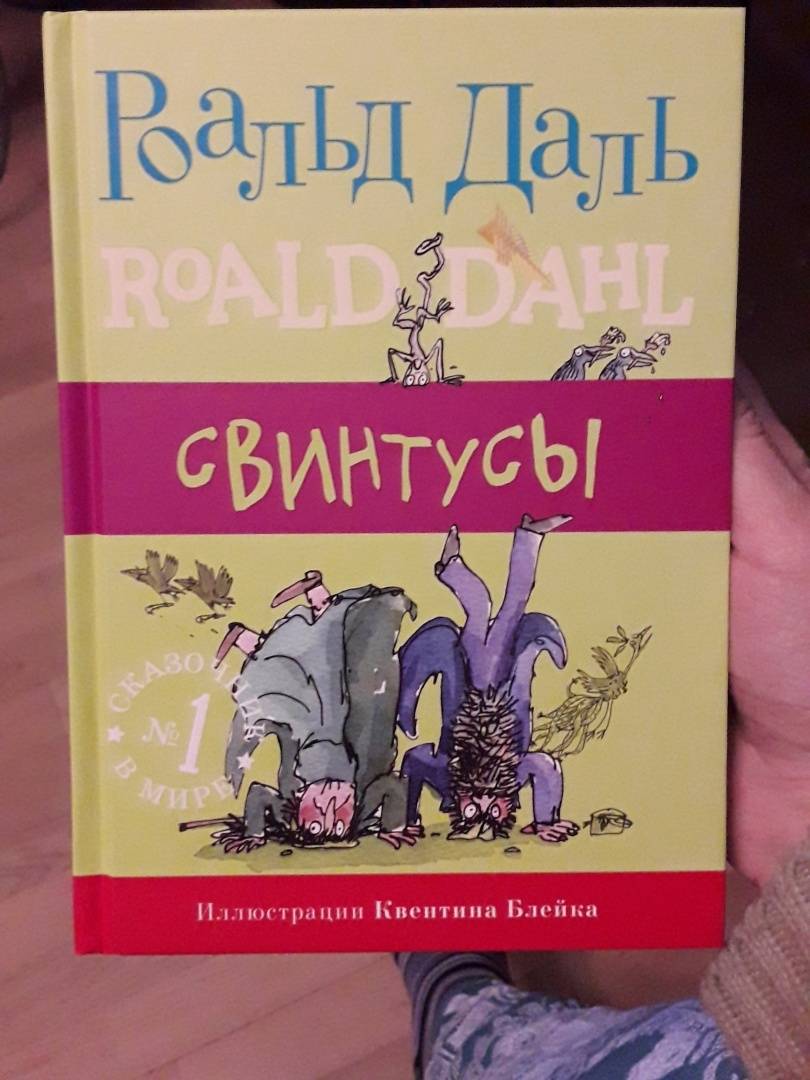 Роальд Даль
ROALD DAHL
СВИНТУСЫ
СКАЗОЧНИК
№1
В МИРЕ
Иллюстрации Квентина Блейка